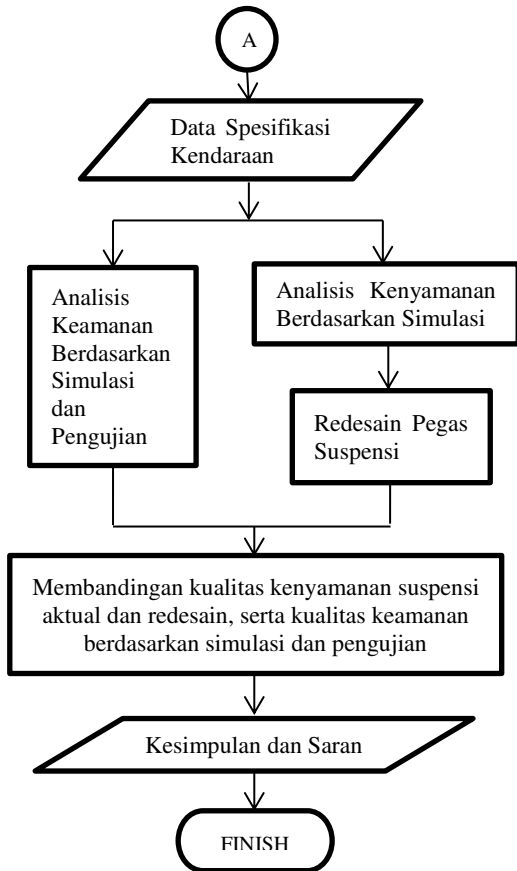 A
Data Spesifikasi
Kendaraan
Analisis
Keamanan
Berdasarkan
Simulasi
dan
Pengujian
Analisis Kenyamanan
Berdasarkan Simulasi
Redesain Pegas
Suspensi
Membandingan kualitas kenyamanan suspensi
aktual dan redesain, serta kualitas keamanan
berdasarkan simulasi dan pengujian
Kesimpulan dan Saran
FINISH